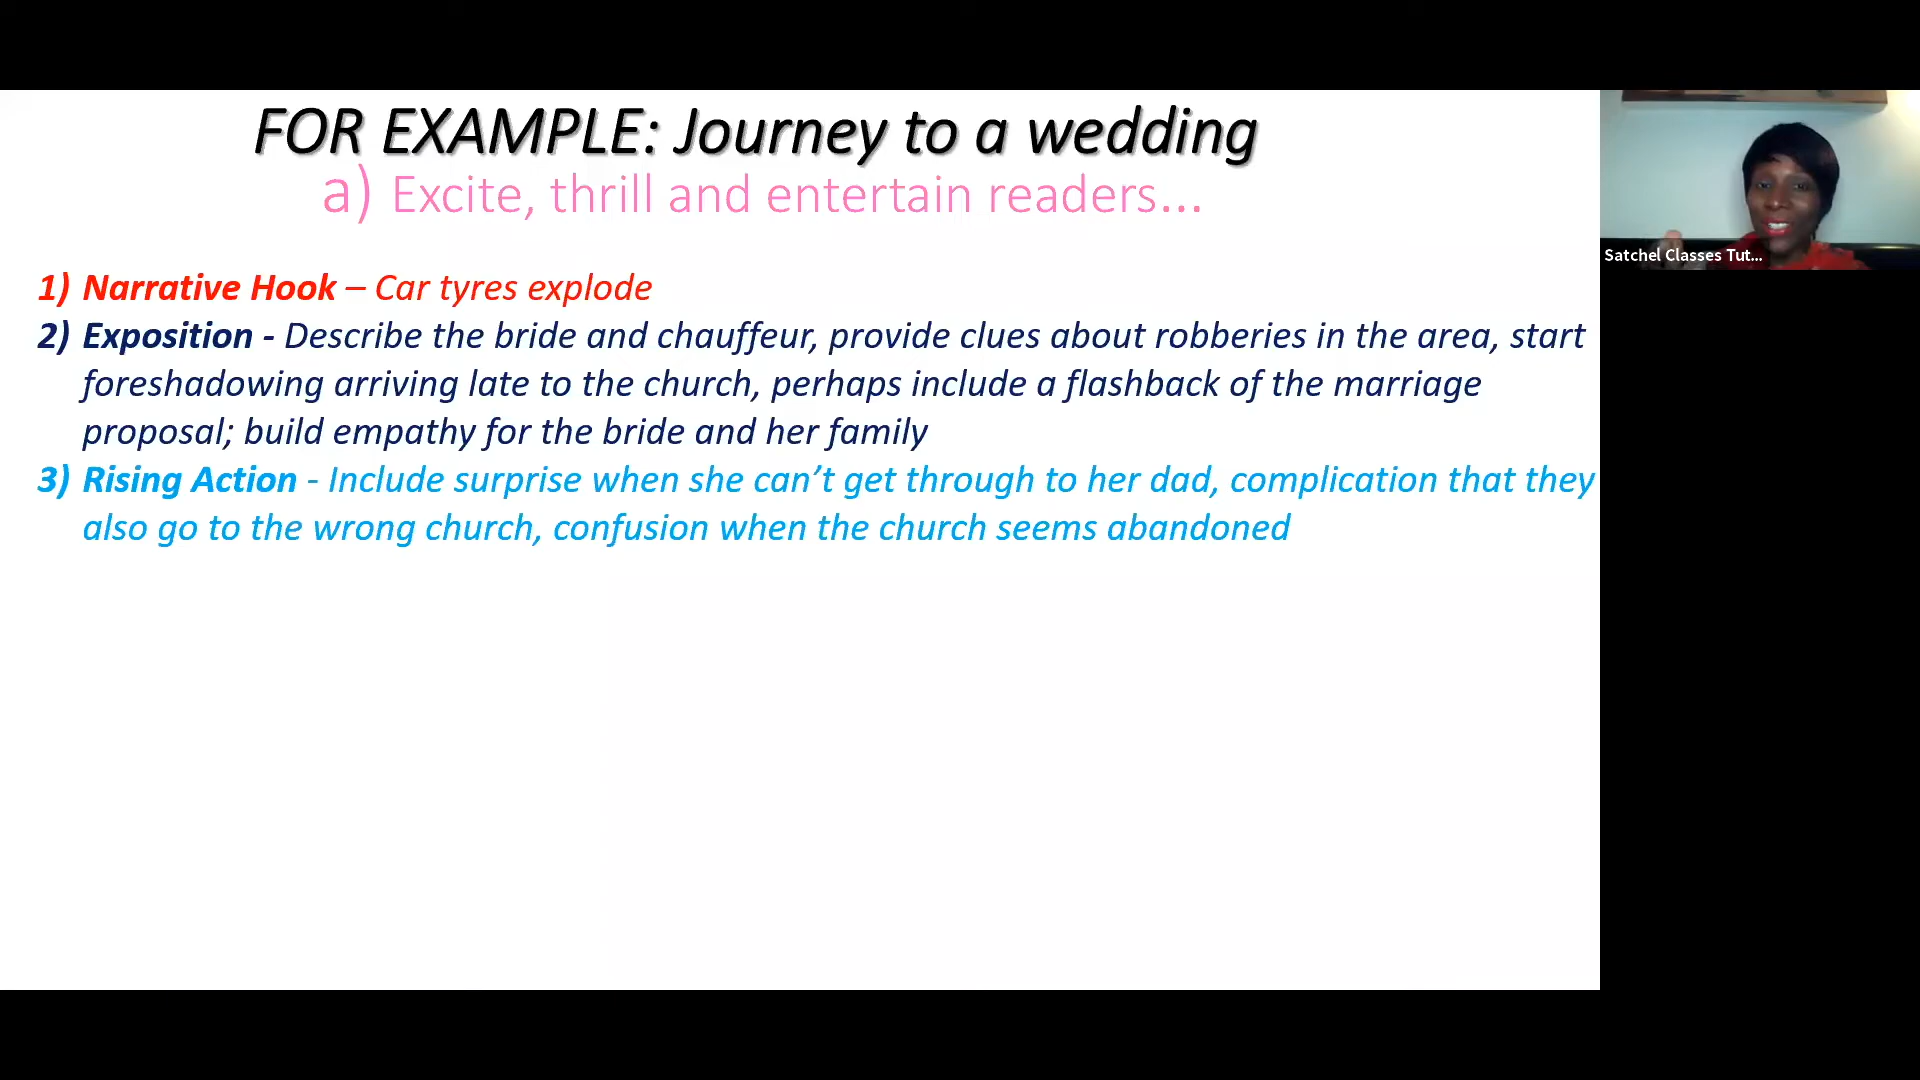 FOR EXAMPLE: Journey to a wedding
a) Excite, thrill and entertain readers...
Satchel Classes Tut...
1) Narrative Hook – Car tyres explode
2) Exposition - Describe the bride and chauffeur, provide clues about robberies in the area, start
foreshadowing arriving late to the church, perhaps include a flashback of the marriage
proposal; build empathy for the bride and her family
3) Rising Action - Include surprise when she can’t get through to her dad, complication that they
also go to the wrong church, confusion when the church seems abandoned